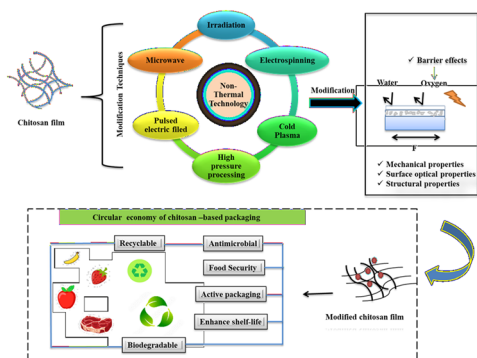 Irradiation
Microwave
Electrospinning
Modification Techniques
Non-
Thermal
Technology
Chitosan film
Pulsed
electric filed
Cold
Plasma
High
pressure
processing
Modification
✓ Barrier effects
Water
Oxygen
F
✓ Mechanical properties
✓ Surface optical properties
✓ Structural properties
Circular economy of chitosan –based packaging
Recyclable
Antimicrobial
Food Security
Active packaging
Enhance shelf-life
Biodegradable
Modified chitosan film